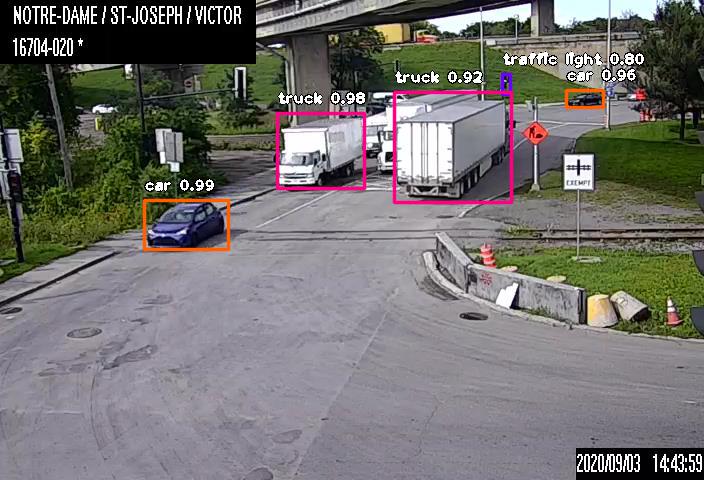 NOTRE-DAME / ST-JOSEPH / VICTOR
16704-020 *
traffic light 0.80
car 0.96
truck 0.92
truck 0.98
car 0.99
EXEMPT
2020/09/03 14:43:59